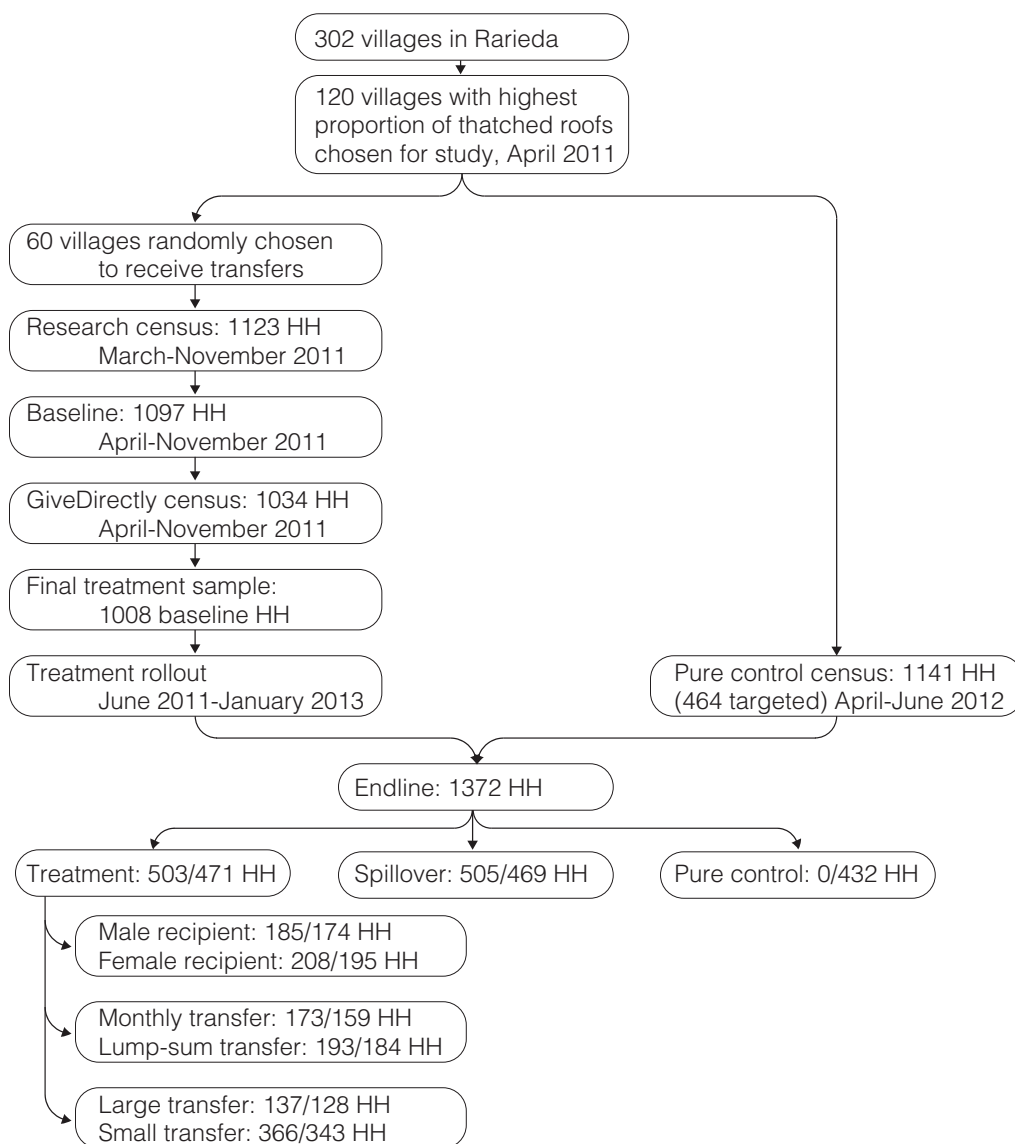 302 villages in Rarieda
120 villages with highest
proportion of thatched roofs
chosen for study, April 2011
60 villages randomly chosen
to receive transfers
Research census: 1123 HH
March-November 2011
Baseline: 1097 HH
April-November 2011
GiveDirectly census: 1034 HH
April-November 2011
Final treatment sample:
1008 baseline HH
Treatment rollout
June 2011-January 2013
Pure control census: 1141 HH
(464 targeted) April-June 2012
Endline: 1372 HH
Treatment: 503/471 HH
Spillover: 505/469 HH
Pure control: 0/432 HH
Male recipient: 185/174 HH
Female recipient: 208/195 HH
Monthly transfer: 173/159 HH
Lump-sum transfer: 193/184 HH
Large transfer: 137/128 HH
Small transfer: 366/343 HH